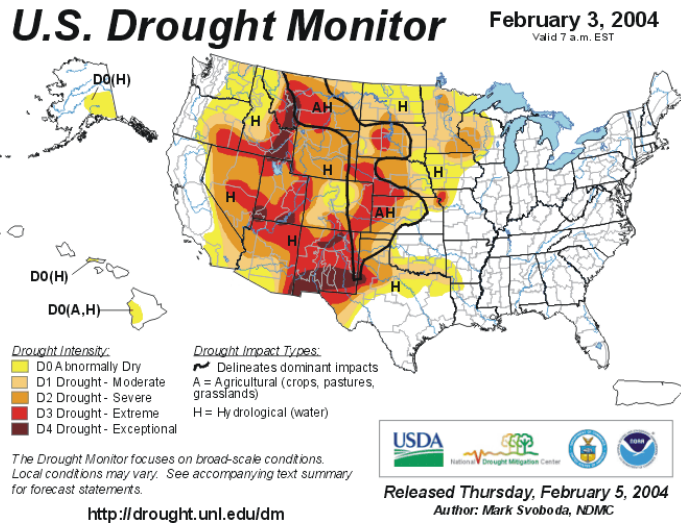 U.S. Drought Monitor
February 3, 2004
Valid 7 a.m. EST
D0(H)
H
AH
H
H
H
H
AH
H
H
D0(H)
D0(A,H)
Drought Intensity:
D0 Abnormally Dry
D1 Drought - Moderate
D2 Drought - Severe
D3 Drought - Extreme
D4 Drought - Exceptional
Drought Impact Types:
Delineates dominant impacts
A = Agricultural (crops, pastures,
grasslands)
H = Hydrological (water)
The Drought Monitor focuses on broad-scale conditions.
Local conditions may vary. See accompanying text summary
for forecast statements.
http://drought.unl.edu/dm
USDA
National Drought Mitigation Center
NOAA
Released Thursday, February 5, 2004
Author: Mark Svoboda, NDMC